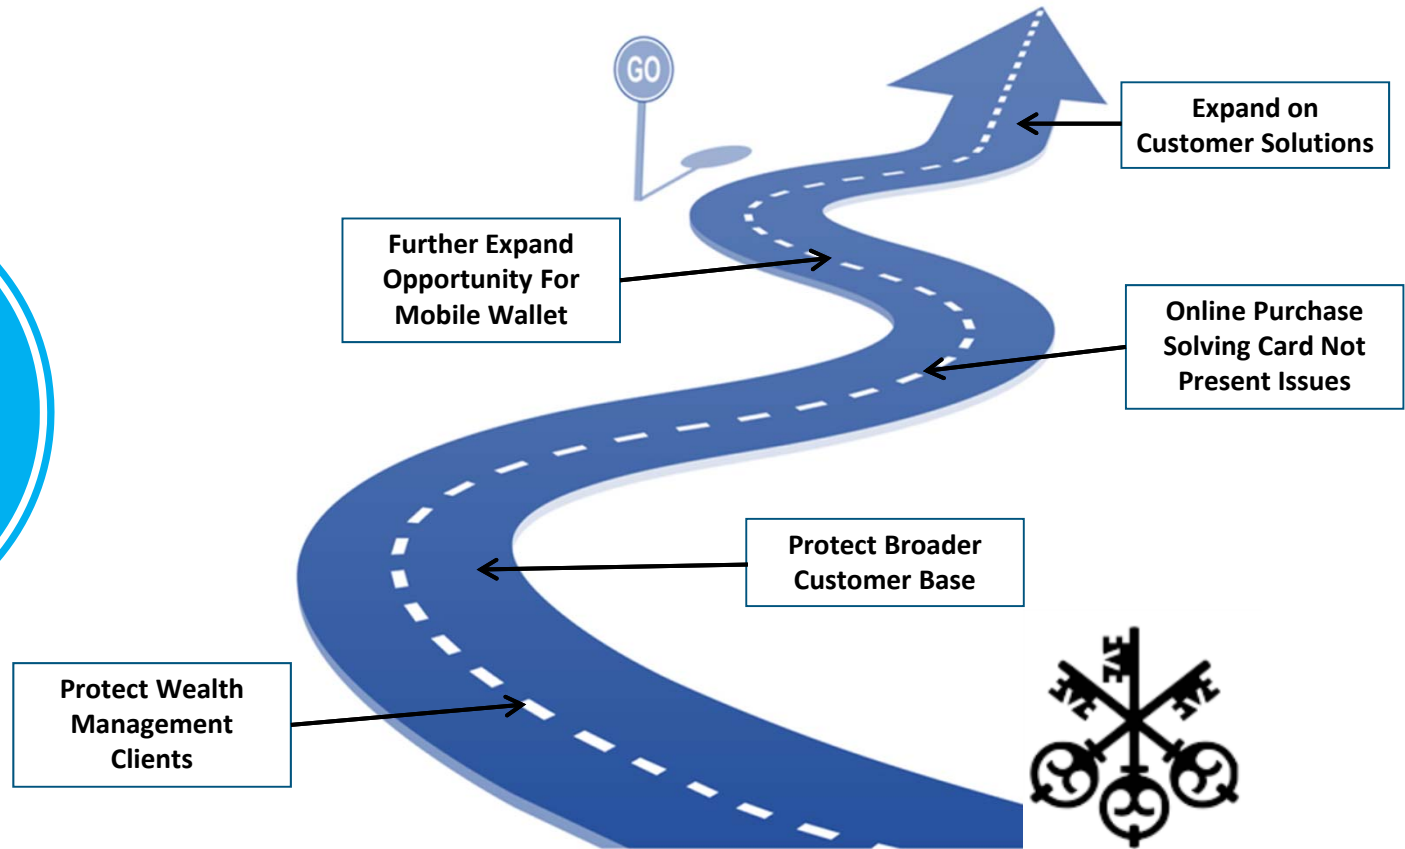 GO
Expand on
Customer Solutions
Further Expand
Opportunity For
Mobile Wallet
Online Purchase
Solving Card Not
Present Issues
Protect Broader
Customer Base
Protect Wealth
Management
Clients